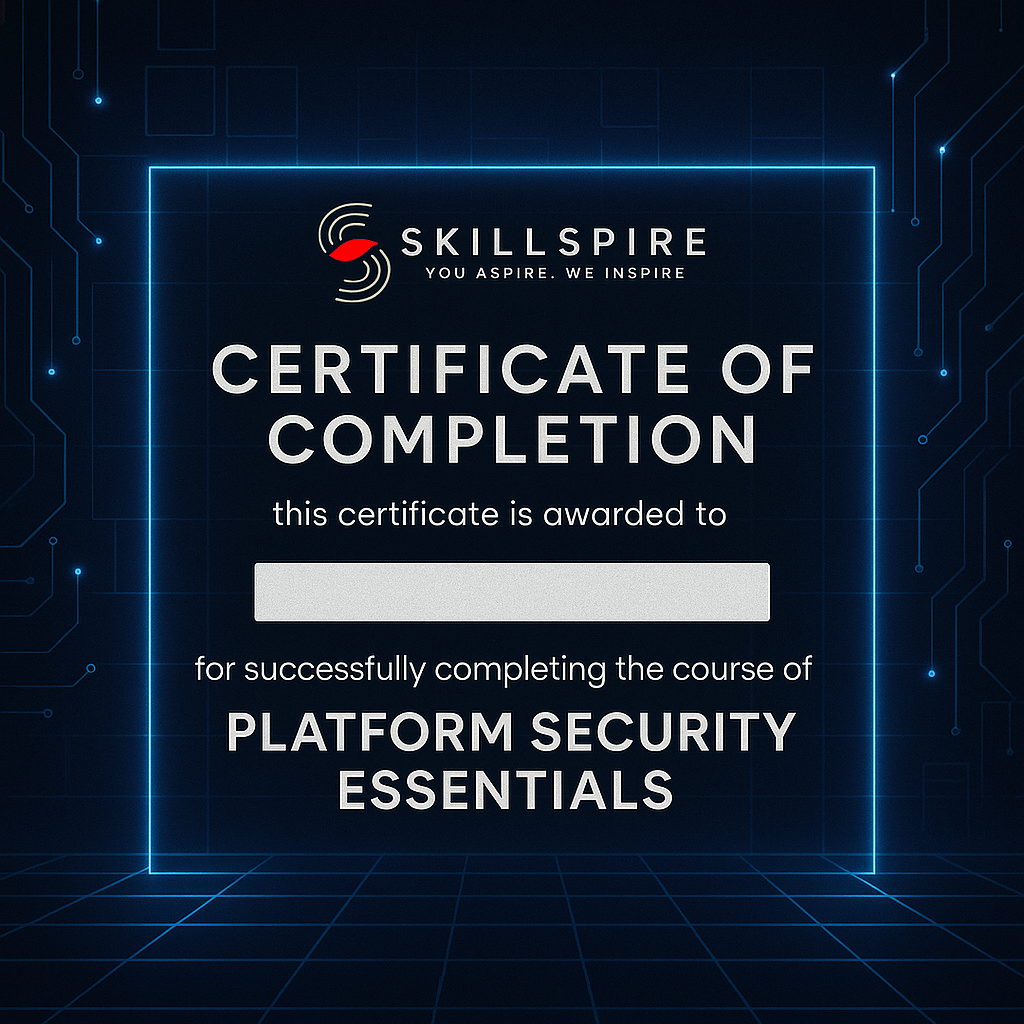 SKILLSPIRE
YOU ASPIRE. WE INSPIRE
CERTIFICATE OF
COMPLETION
this certificate is awarded to
for successfully completing the course of
PLATFORM SECURITY
ESSENTIALS